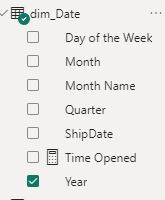 dim_Date
Day of the Week
Month
Month Name
Quarter
ShipDate
Time Opened
Year